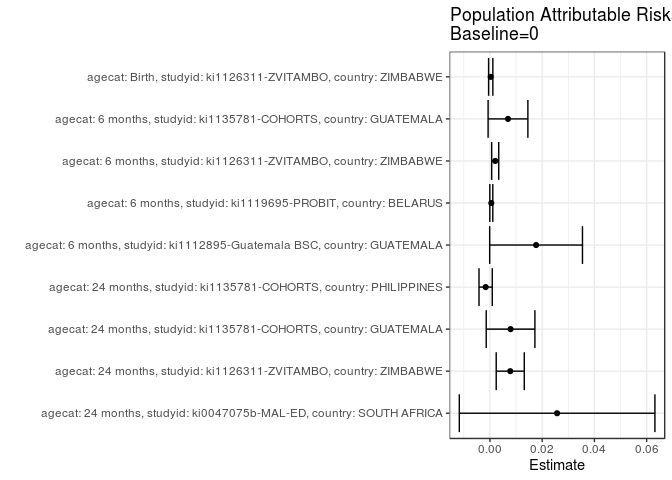 Population Attributable Risk
Baseline=0
agecat: Birth, studyid: ki1126311-ZVITAMBO, country: ZIMBABWE
agecat: 6 months, studyid: ki1135781-COHORTS, country: GUATEMALA
agecat: 6 months, studyid: ki1126311-ZVITAMBO, country: ZIMBABWE
agecat: 6 months, studyid: ki1119695-PROBIT, country: BELARUS
agecat: 6 months, studyid: ki1112895-Guatemala BSC, country: GUATEMALA
agecat: 24 months, studyid: ki1135781-COHORTS, country: PHILIPPINES
agecat: 24 months, studyid: ki1135781-COHORTS, country: GUATEMALA
agecat: 24 months, studyid: ki1126311-ZVITAMBO, country: ZIMBABWE
agecat: 24 months, studyid: ki0047075b-MAL-ED, country: SOUTH AFRICA
0.00 0.02 0.04 0.06
Estimate